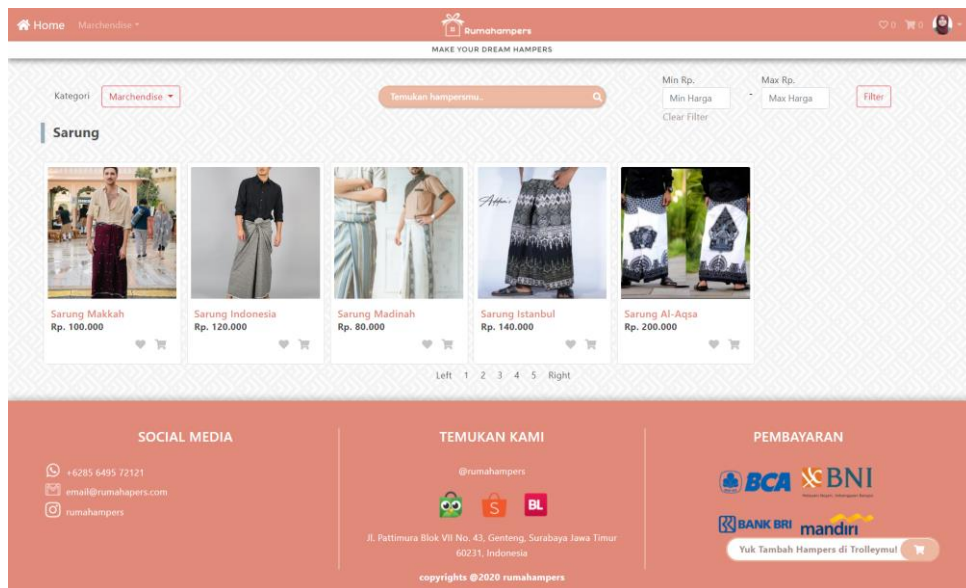 Home Marchendise
Rumahampers
0 0
MAKE YOUR DREAM HAMPERS
Kategori Marchendise
Temukan hampersmu..
Min Rp. Max Rp.
Min Harga - Max Harga Filter
Clear Filter
Sarung
Sarung Makkah
Rp. 100.000
Sarung Indonesia
Rp. 120.000
Sarung Madinah
Rp. 80.000
Sarung Istanbul
Rp. 140.000
Sarung Al-Aqsa
Rp. 200.000
Left 1 2 3 4 5 Right
SOCIAL MEDIA
+6285 6495 72121
email@rumahapers.com
rumahampers
TEMUKAN KAMI
@rumahampers
S
BL
Jl. Pattimura Blok VII No. 43, Genteng, Surabaya Jawa Timur
60231, Indonesia
copyrights @2020 rumahampers
PEMBAYARAN
BCA BNI
BANK BRI mandiri
Yuk Tambah Hampers di Trolleymu!